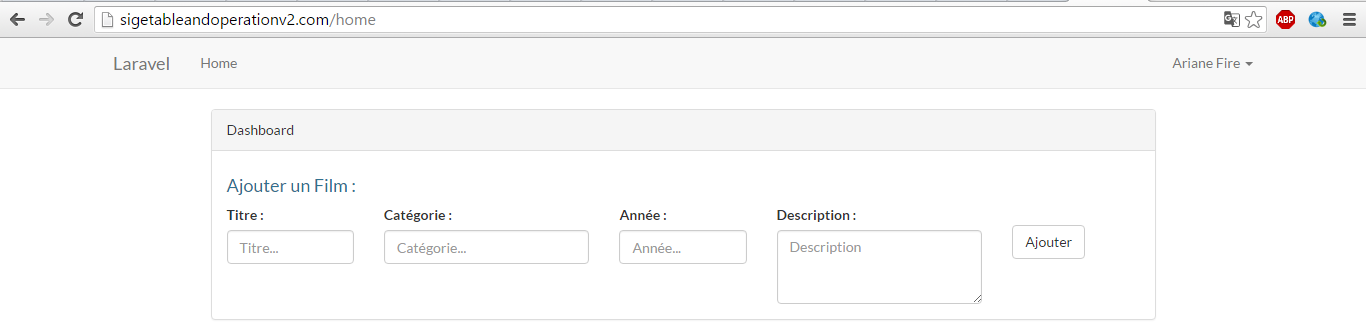 sigetableandoperationv2.com/home
ABP
Laravel Home Ariane Fire
Dashboard
Ajouter un Film :
Titre : Catégorie : Année : Description :
Titre... Catégorie... Année... Description Ajouter